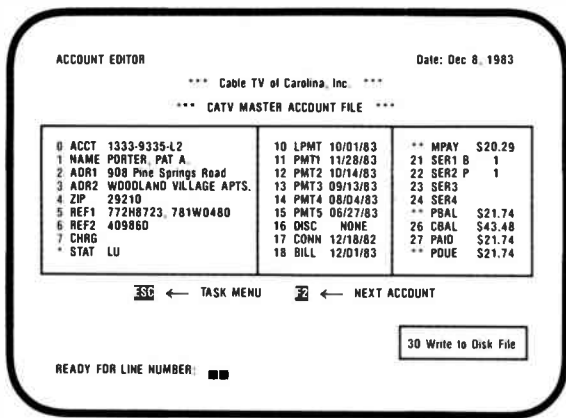 ACCOUNT EDITOR Date: Dec 8, 1983
*** Cable TV of Carolina, Inc. ***
*** CATV MASTER ACCOUNT FILE ***
0 ACCT 1333-9335-L2
1 NAME PORTER, PAT A.
2 ADR1 908 Pine Springs Road
3 ADR2 WOODLAND VILLAGE APTS.
4 ZIP 29210
5 REF1 772H8723, 781W0480
6 REF2 40986D
7 CHRG
* STAT LU
10 LPMT 10/01/83
11 PMT1 11/28/83
12 PMT2 10/14/83
13 PMT3 09/13/83
14 PMT4 08/04/83
15 PMT5 06/27/83
16 DISC NONE
17 CONN 12/18/82
18 BILL 12/01/83
** MPAY $20.29
21 SER1 B 1
22 SER2 P 1
23 SER3
24 SER4
** PBAL $21.74
26 CBAL $43.48
27 PAID $21.74
** PDUE $21.74
ESC ← TASK MENU F2 ← NEXT ACCOUNT
30 Write to Disk File
READY FOR LINE NUMBER: